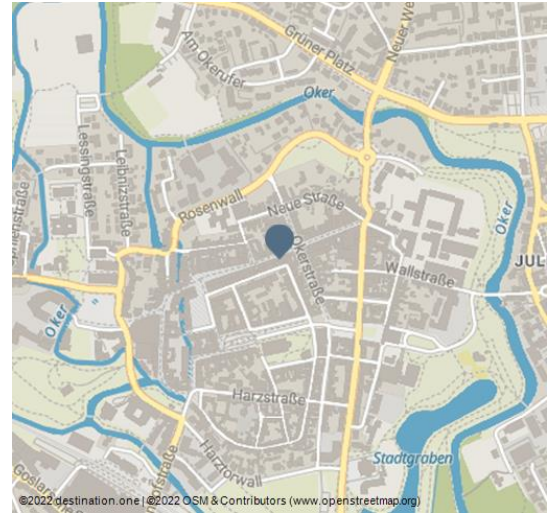 Grüner Platz
Neuer We
Am Okerufer
Oker
Lessingstraße
Leibnizstraße
Rosenwall
Neue Straße
Oker
Okerstraße
JUL
Wallstraße
Oker
Harzstraße
Harztorwall
Stadtgraben
©2022 destination.one | ©2022 OSM & Contributors (www.openstreetmap.org)